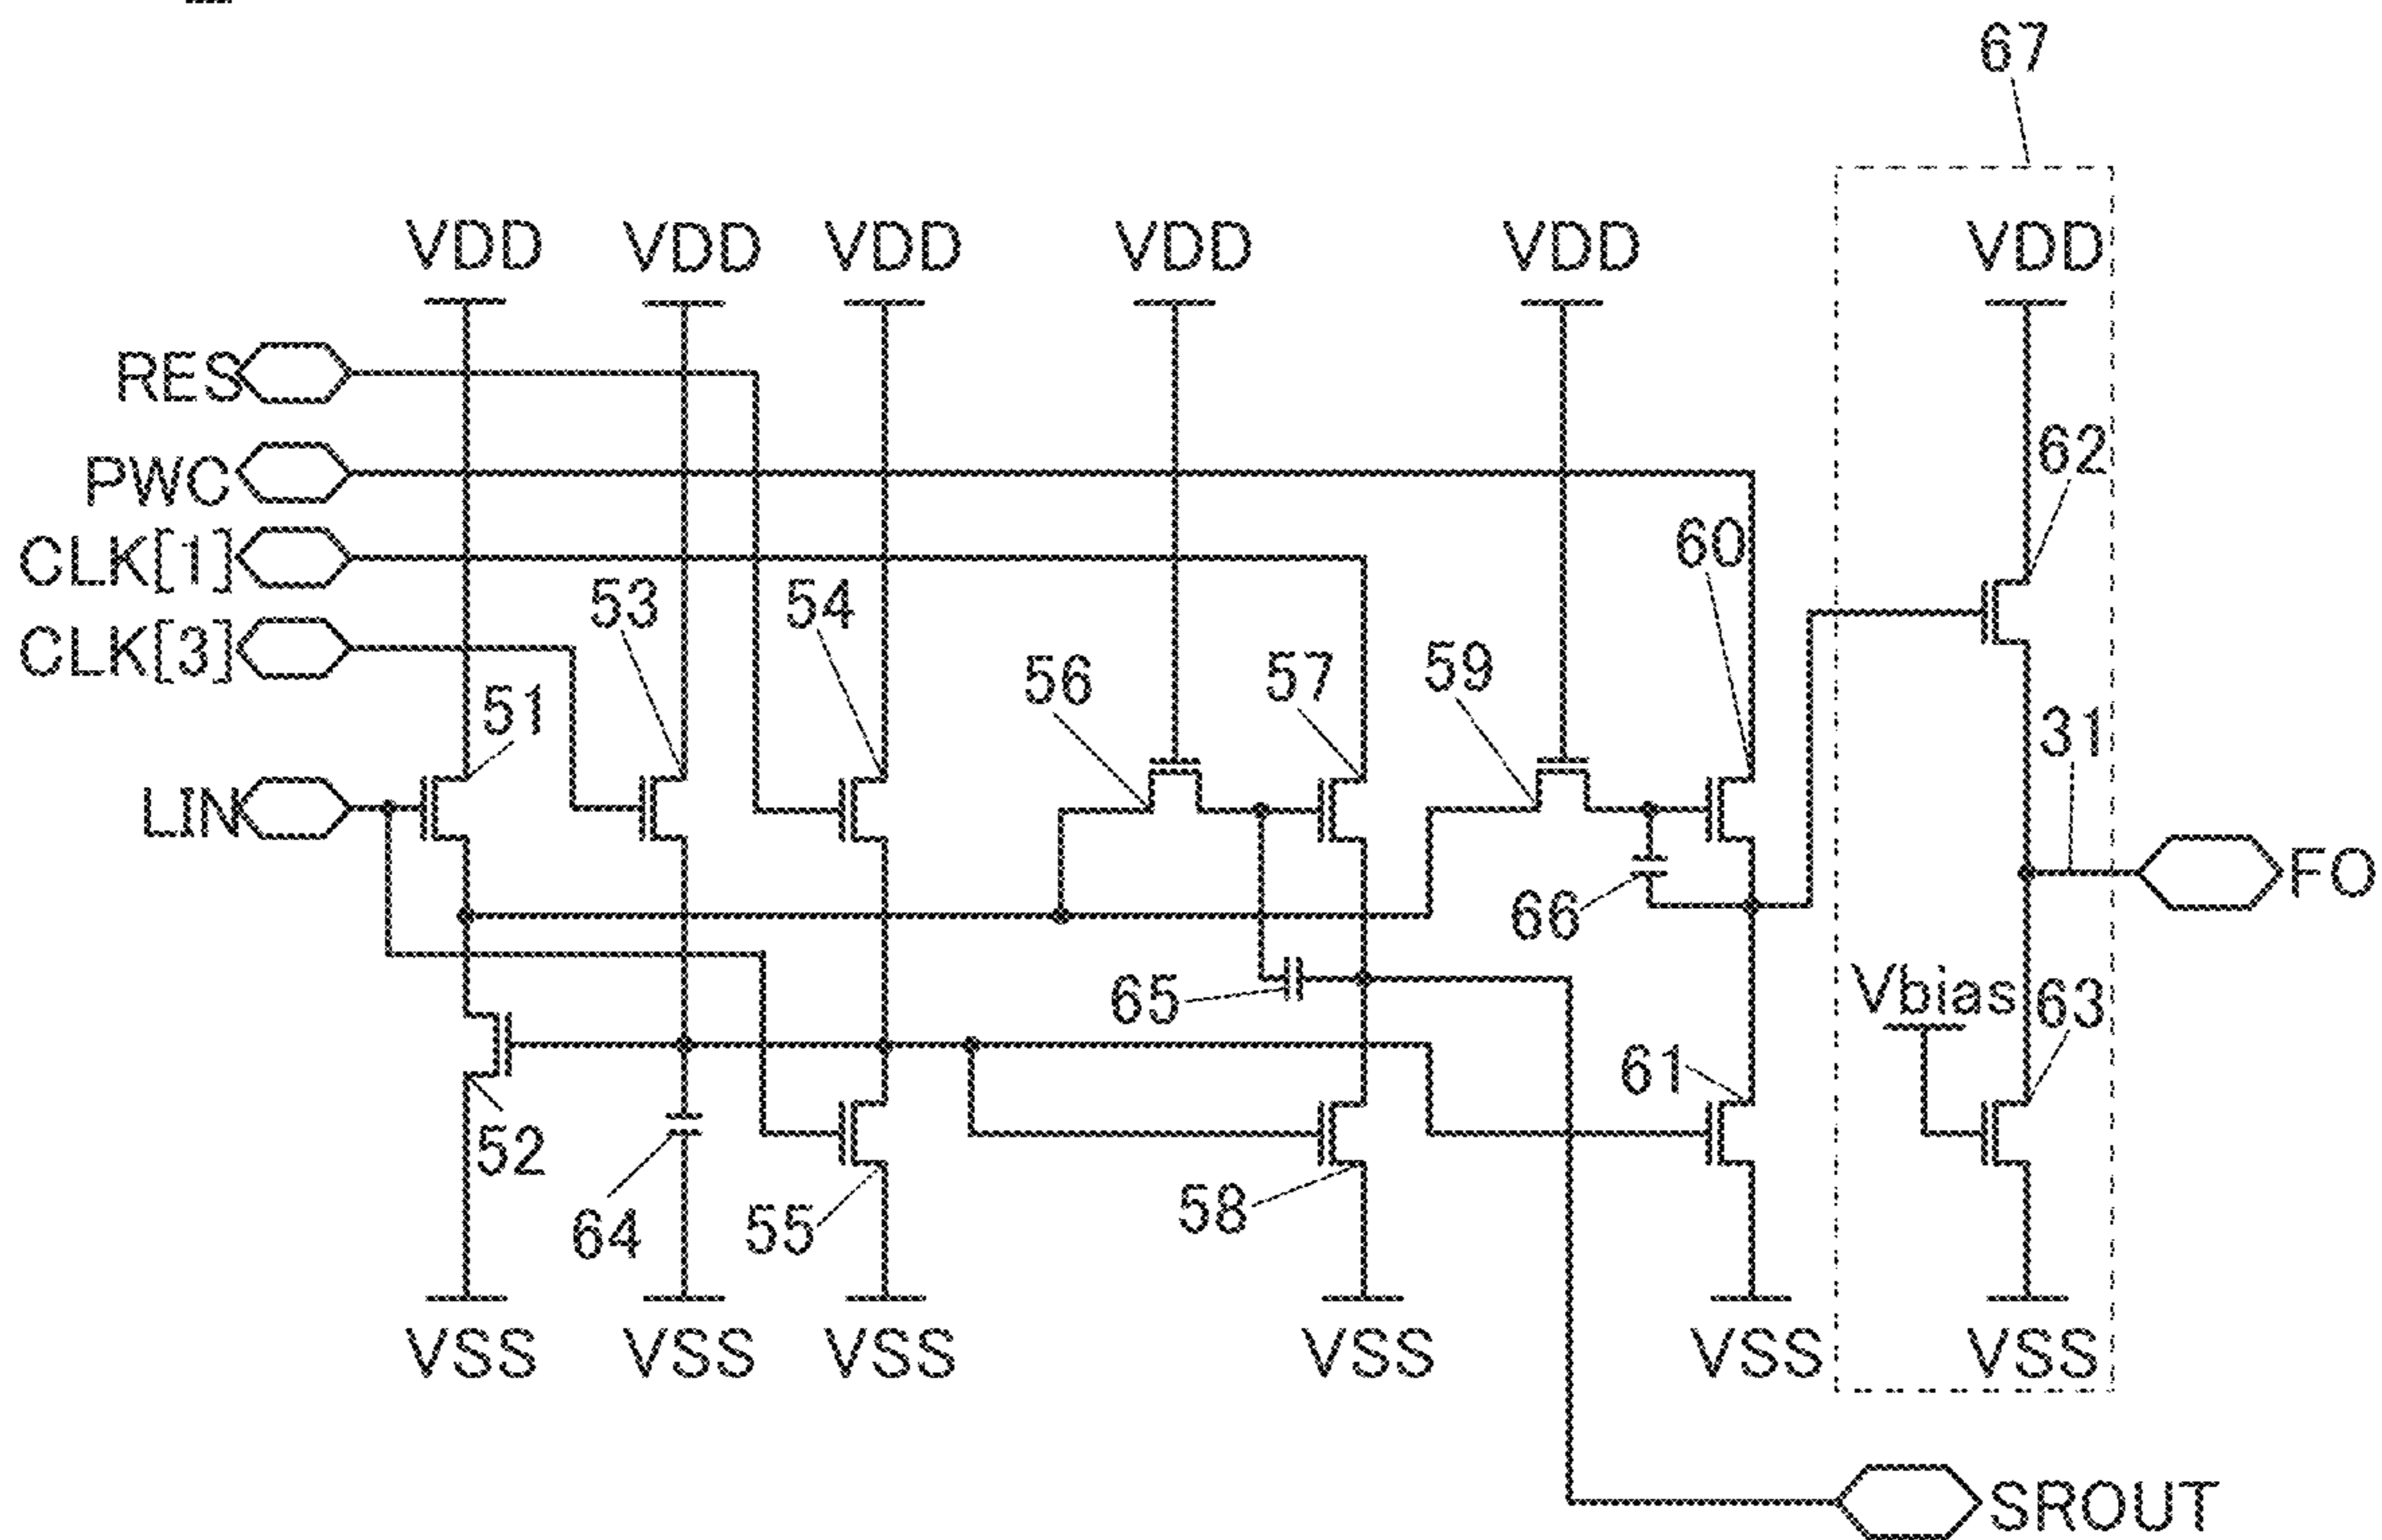 67
VDD VDD VDD VDD VDD VDD
RES
62
PWC
60
CLK[1]
53 54
CLK[3]
56 57 59
51
31
LIN
FO
66
65
Vbias 63
61
52
64 55 58
VSS VSS VSS VSS VSS VSS
SROUT